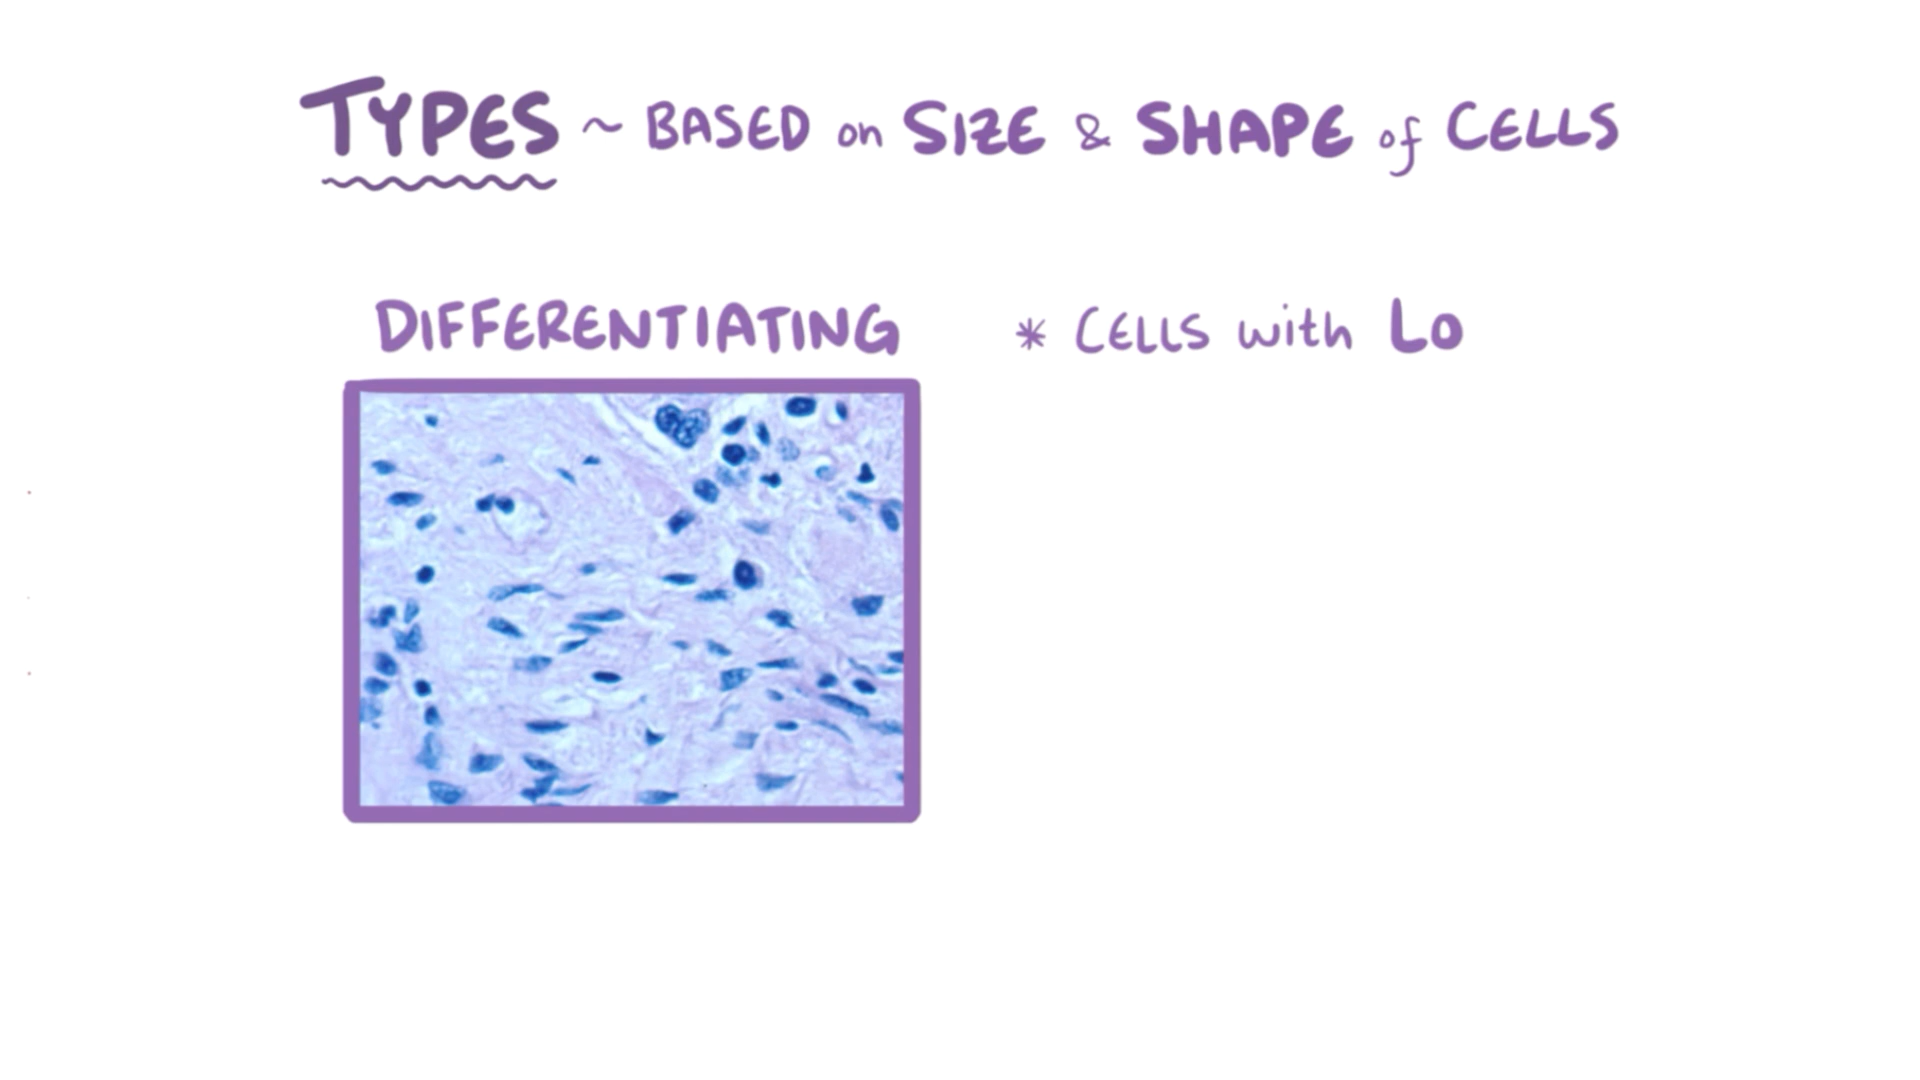 TYPES ~ BASED on SIZE & SHAPE of CELLS
DIFFERENTIATING
* CELLS with Lo